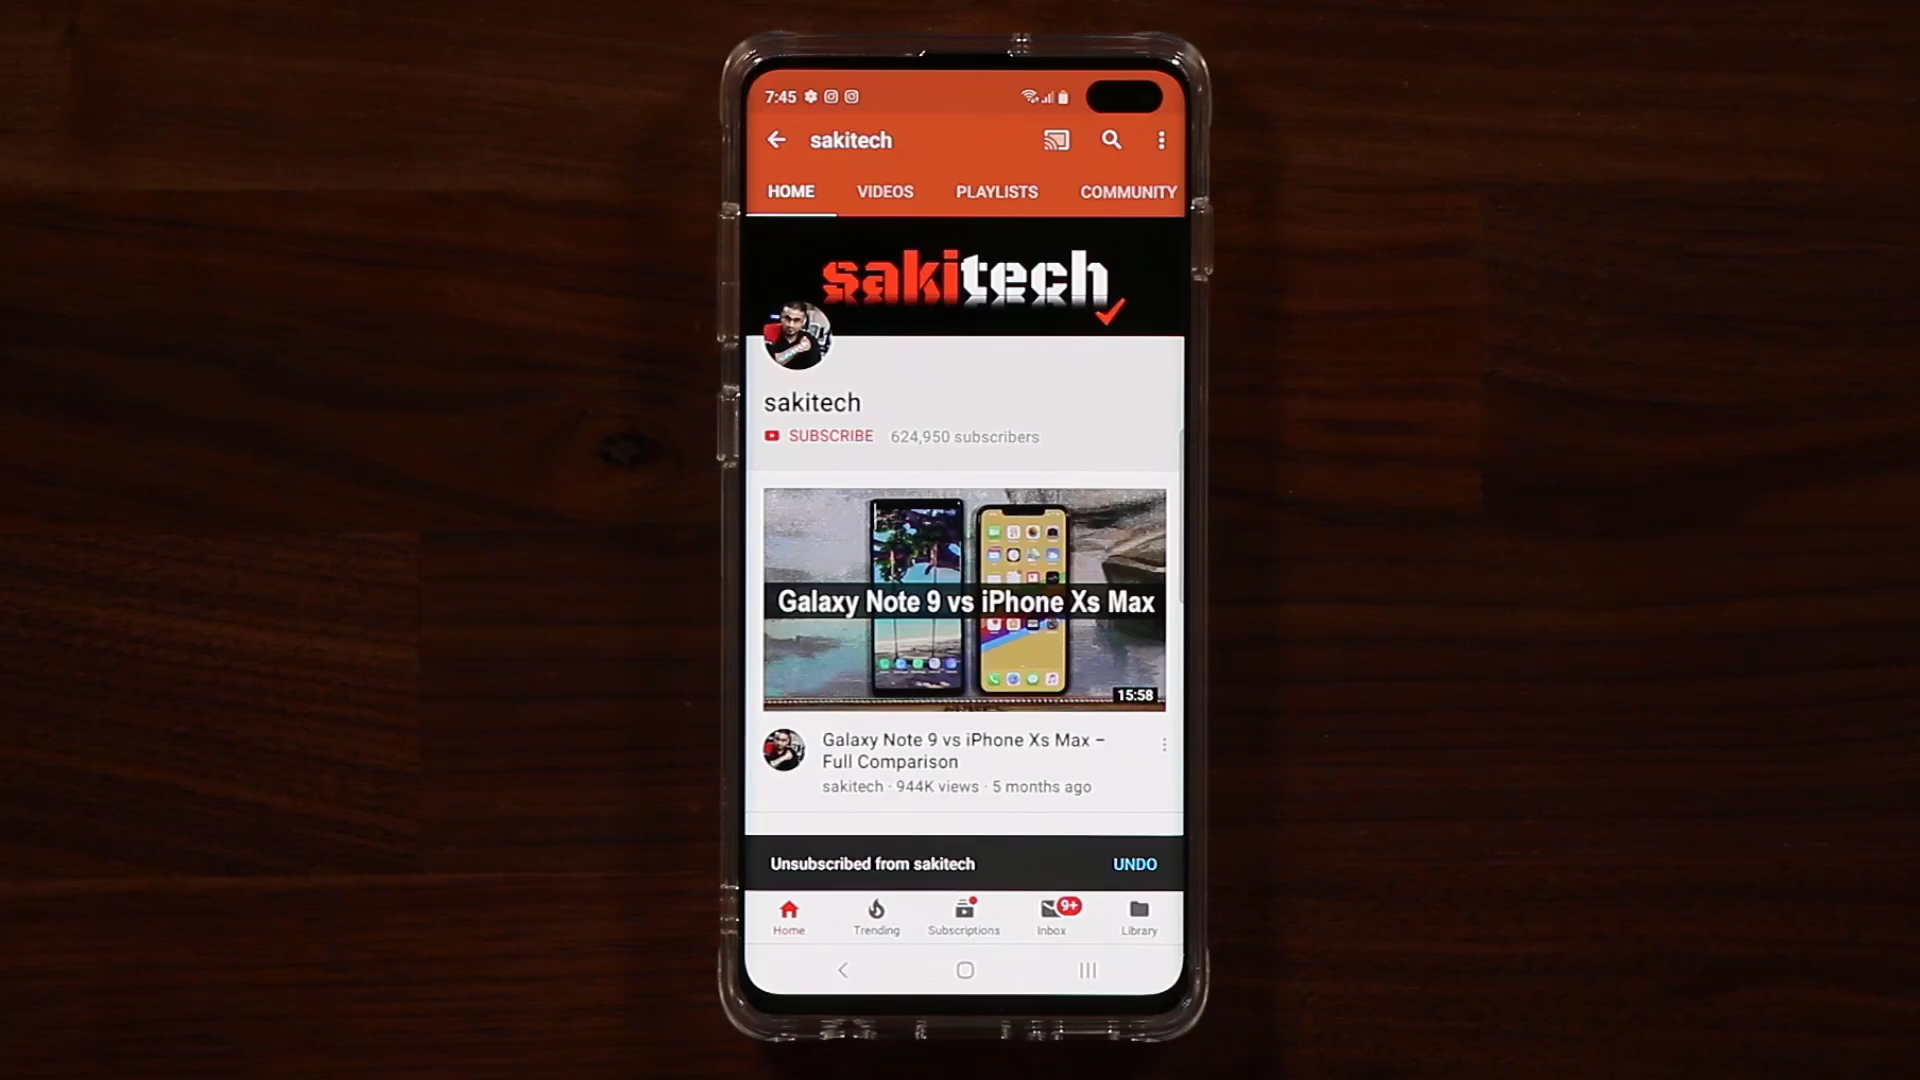 7:45
sakitech
HOME VIDEOS PLAYLISTS COMMUNITY
sakitech
sakitech
SUBSCRIBE 624,950 subscribers
Galaxy Note 9 vs iPhone Xs Max
15:58
Galaxy Note 9 vs iPhone Xs Max –
Full Comparison
sakitech · 944K views · 5 months ago
Unsubscribed from sakitech UNDO
9+
Home Trending Subscriptions Inbox Library